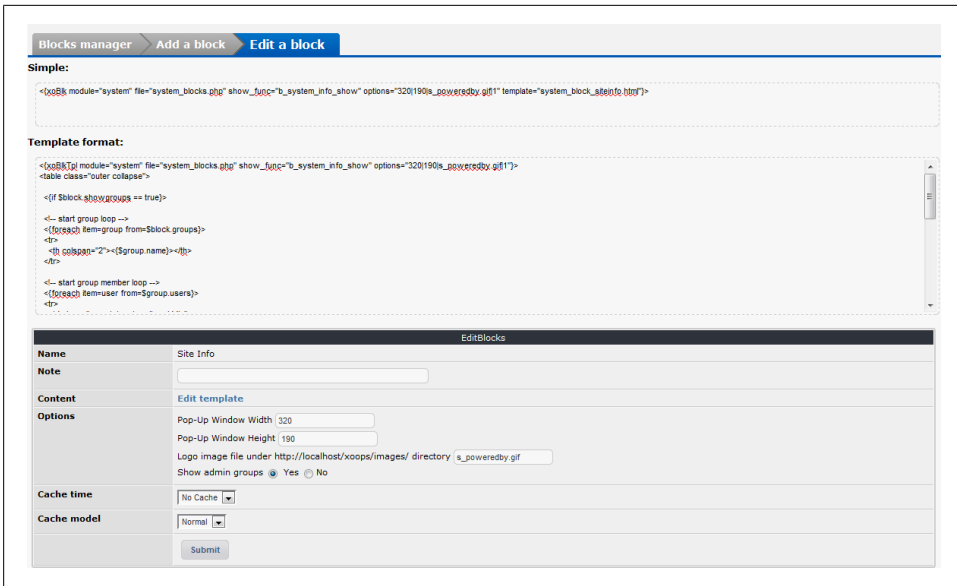 Blocks manager Add a block Edit a block
Simple:
<{xoBlk module="system" file="system_blocks.php" show_func="b_system_info_show" options="320|190|s_poweredby.gif|1" template="system_block_siteinfo.html"}>
Template format:
<{xoBlkTpl module="system" file="system_blocks.php" show_func="b_system_info_show" options="320|190|s_poweredby.gif|1"}>
<table class="outer collapse">
<{if $block.showgroups == true}>
<!-- start group loop -->
<{foreach item=group from=$block.groups}>
<tr>
<th colspan="2"><{$group.name}></th>
</tr>
<!-- start group member loop -->
<{foreach item=user from=$group.users}>
<tr>
EditBlocks
Name Site Info
Note
Content Edit template
Options
Pop-Up Window Width 320
Pop-Up Window Height 190
Logo image file under http://localhost/xoops/images/ directory s_poweredby.gif
Show admin groups Yes No
Cache time No Cache
Cache model Normal
Submit